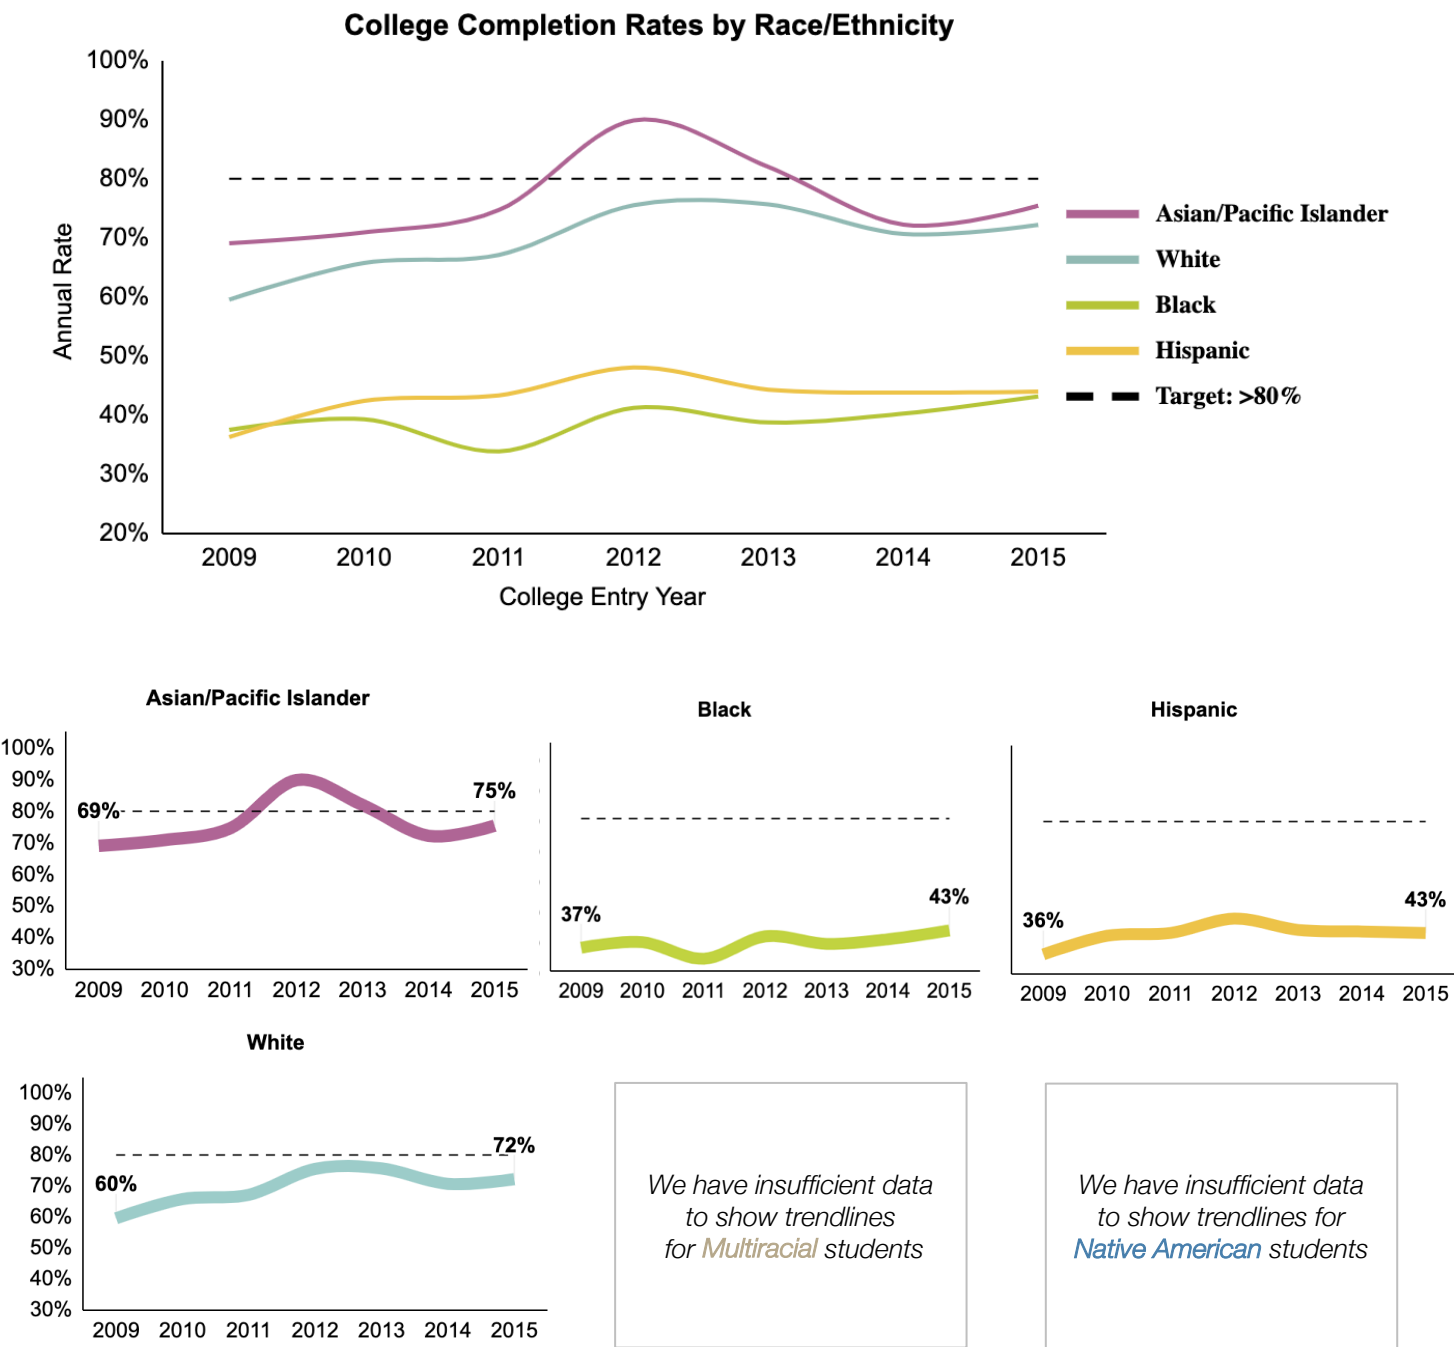 College Completion Rates by Race/Ethnicity
100%
90%
80%
70%
60%
50%
40%
30%
20%
Annual Rate
2009 2010 2011 2012 2013 2014 2015
College Entry Year
Asian/Pacific Islander
White
Black
Hispanic
Target: >80%
Asian/Pacific Islander
100%
90%
80%
70%
60%
50%
40%
30%
69%
75%
2009 2010 2011 2012 2013 2014 2015
Black
37%
43%
2009 2010 2011 2012 2013 2014 2015
Hispanic
36%
43%
2009 2010 2011 2012 2013 2014 2015
White
100%
90%
80%
70%
60%
50%
40%
30%
60%
72%
2009 2010 2011 2012 2013 2014 2015
We have insufficient data
to show trendlines
for Multiracial students
We have insufficient data
to show trendlines for
Native American students